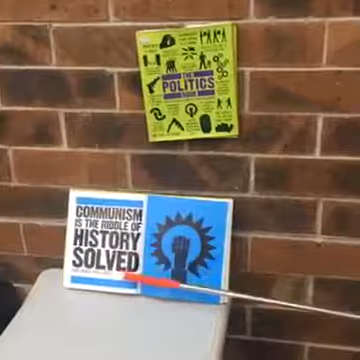 THE
POLITICS
BOOK
COMMUNISM
IS THE RIDDLE OF
HISTORY
SOLVED